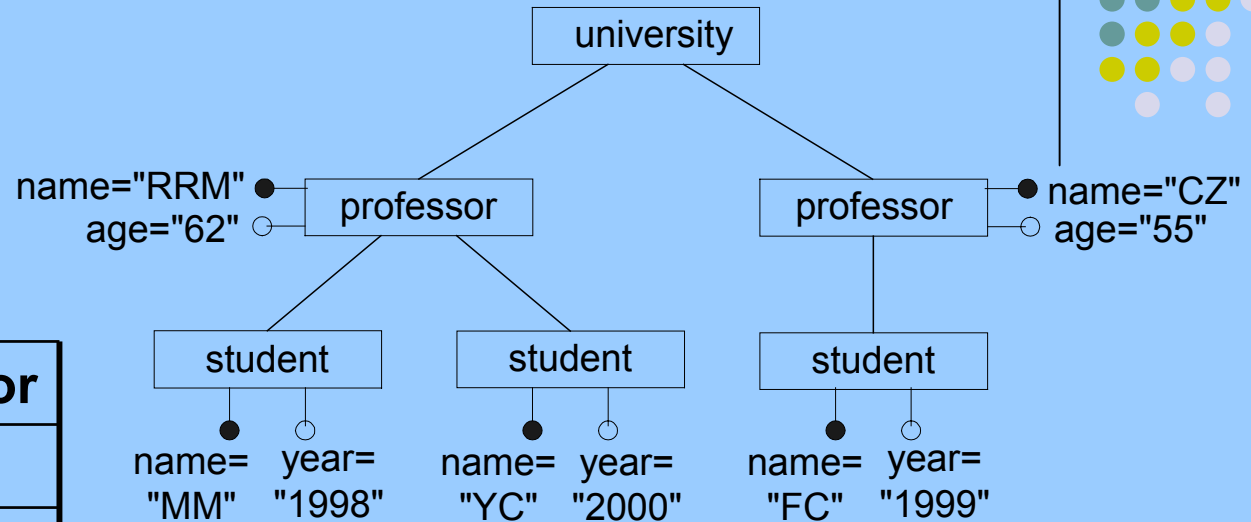 university
name="RRM"
age="62"
professor
professor
name="CZ"
age="55"
or
student
student
student
name=
"MM"
year=
"1998"
name=
"YC"
year=
"2000"
name=
"FC"
year=
"1999"